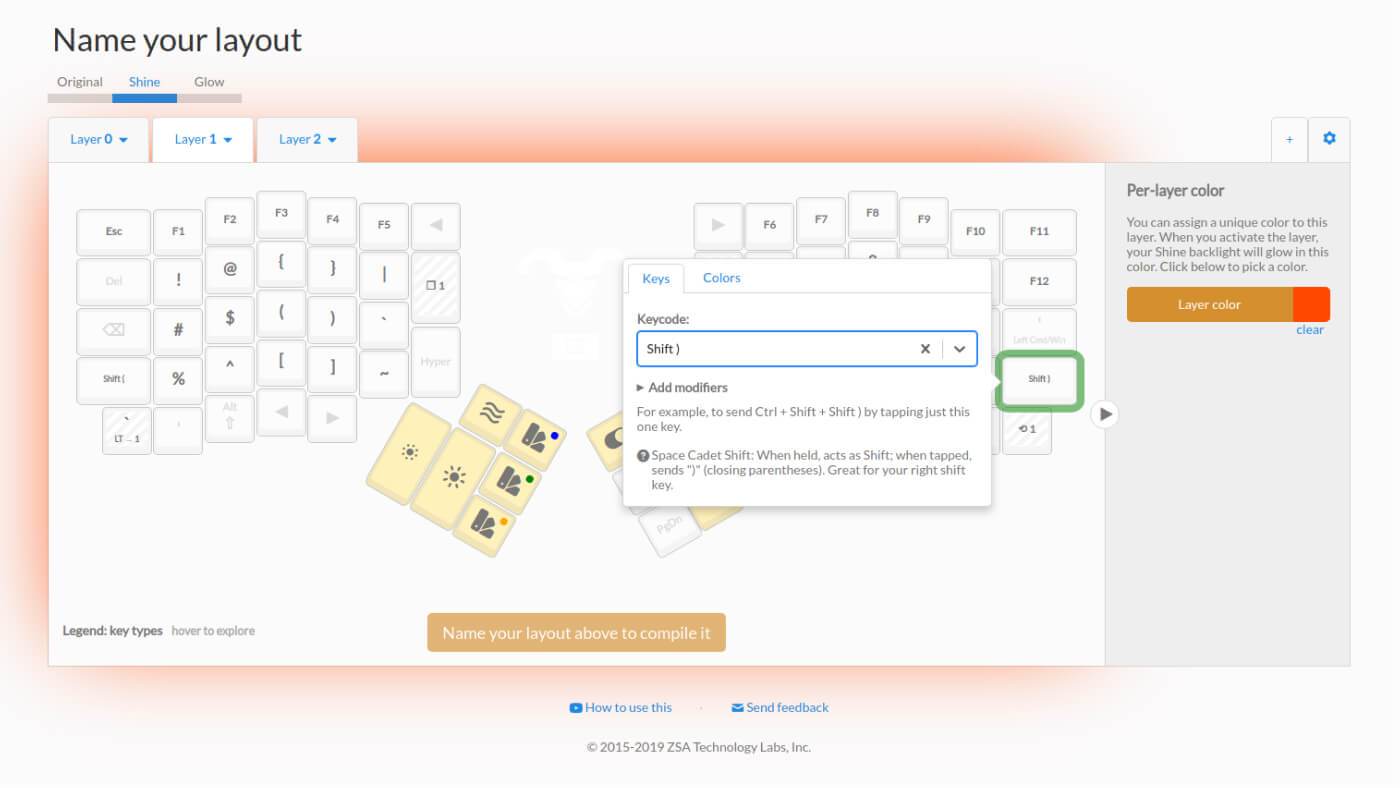 Name your layout
Original Shine Glow
Layer 0 Layer 1 Layer 2 +
Esc F1 F2 F3 F4 F5 F6 F7 F8 F9 F10 F11
Del ! @ { } | 1 F12
# $ ( ) `
' Left Cmd/Win
Shift ( % ^ [ ] ~ Hyper Shift )
` LT → 1 ' Alt 1
PgDn
Keys Colors
Keycode:
Shift )
Add modifiers
For example, to send Ctrl + Shift + Shift ) by tapping just this
one key.
Space Cadet Shift: When held, acts as Shift; when tapped,
sends ")" (closing parentheses). Great for your right shift
key.
Per-layer color
You can assign a unique color to this
layer. When you activate the layer,
your Shine backlight will glow in this
color. Click below to pick a color.
Layer color
clear
Legend: key types hover to explore
Name your layout above to compile it
How to use this · Send feedback
© 2015-2019 ZSA Technology Labs, Inc.